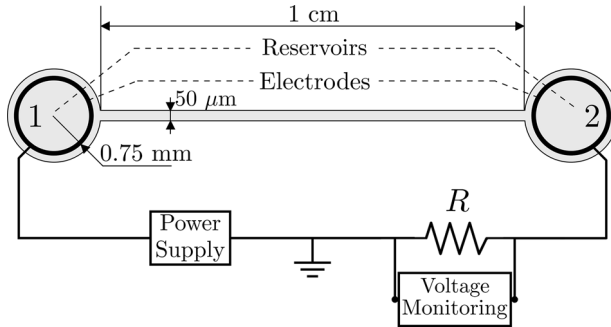 1 cm
Reservoirs
Electrodes
50 μm
1
2
0.75 mm
R
Power
Supply
Voltage
Monitoring